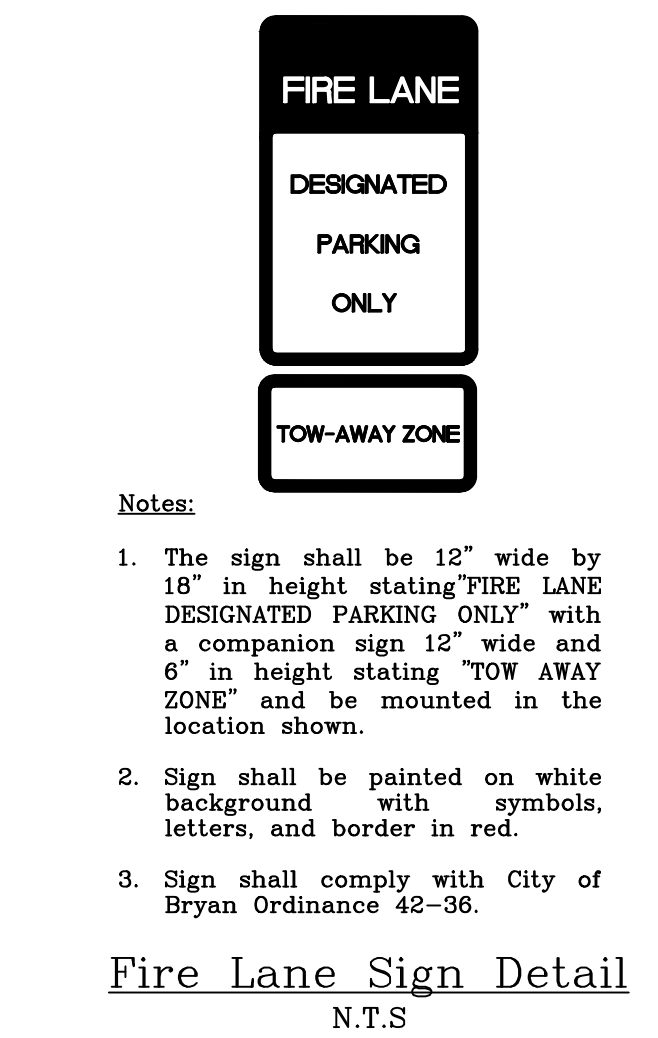 FIRE LANE
DESIGNATED
PARKING
ONLY
TOW-AWAY ZONE
Notes:
1. The sign shall be 12" wide by
18" in height stating"FIRE LANE
DESIGNATED PARKING ONLY" with
a companion sign 12" wide and
6" in height stating "TOW AWAY
ZONE" and be mounted in the
location shown.
2. Sign shall be painted on white
background with symbols,
letters, and border in red.
3. Sign shall comply with City of
Bryan Ordinance 42-36.
Fire Lane Sign Detail
N.T.S